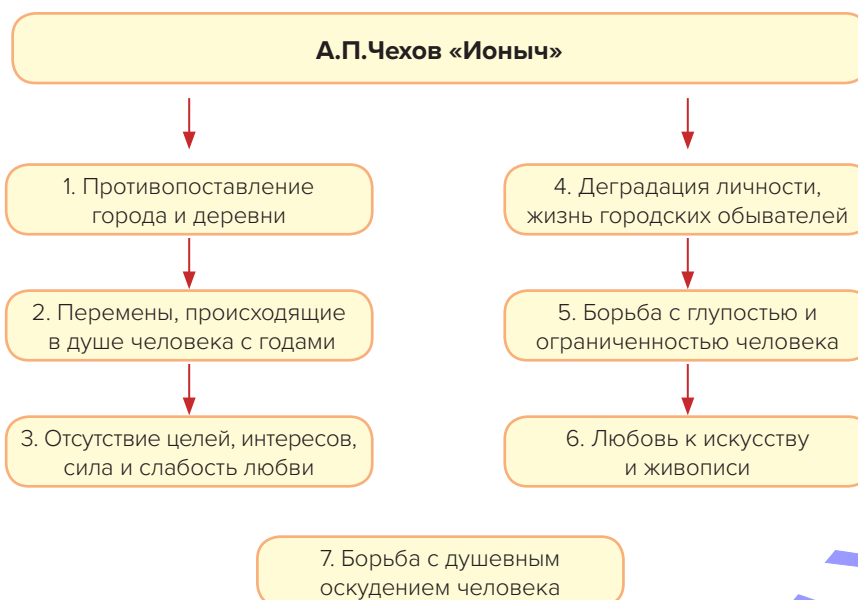 А.П.Чехов «Ионыч»
1. Противопоставление
города и деревни
2. Перемены, происходящие
в душе человека с годами
3. Отсутствие целей, интересов,
сила и слабость любви
4. Деградация личности,
жизнь городских обывателей
5. Борьба с глупостью и
ограниченностью человека
6. Любовь к искусству
и живописи
7. Борьба с душевным
оскудением человека